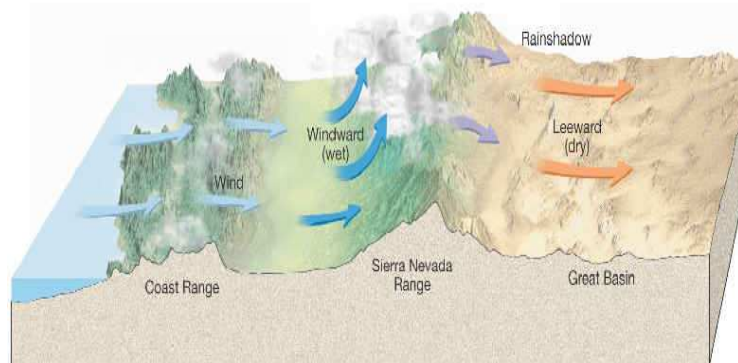 Rainshadow
Windward
(wet)
Leeward
(dry)
Wind
Sierra Nevada
Range
Coast Range
Great Basin